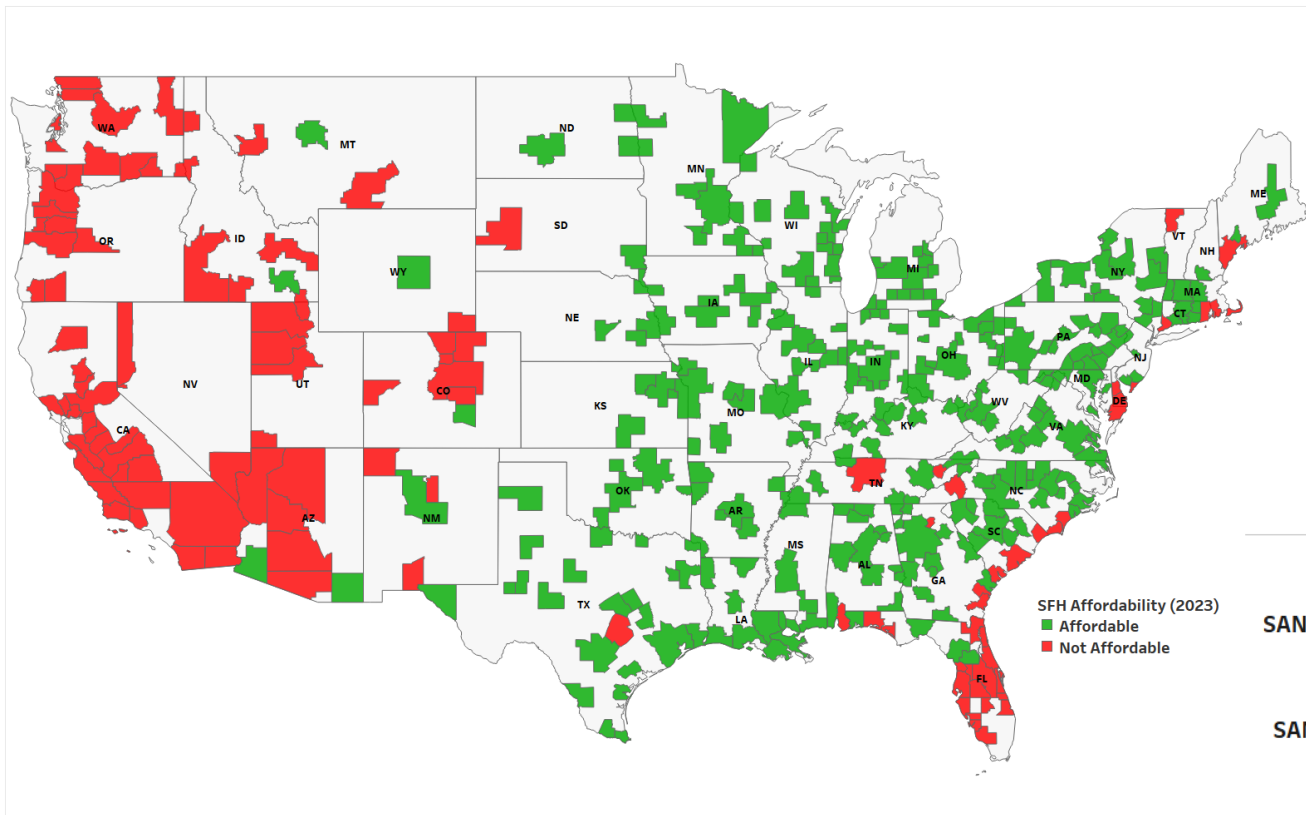 WA
MT
ND
MN
ME
OR
ID
SD
WI
VT
NH
WY
MI
NY
MA
IA
CT
NE
PA
NV
UT
CO
IL
IN
OH
NJ
MD
DE
KS
MO
WV
CA
KY
VA
TN
NC
AZ
NM
OK
AR
SC
MS
AL
GA
TX
LA
SFH Affordability (2023)
Affordable
Not Affordable
SAN
FL
SAN